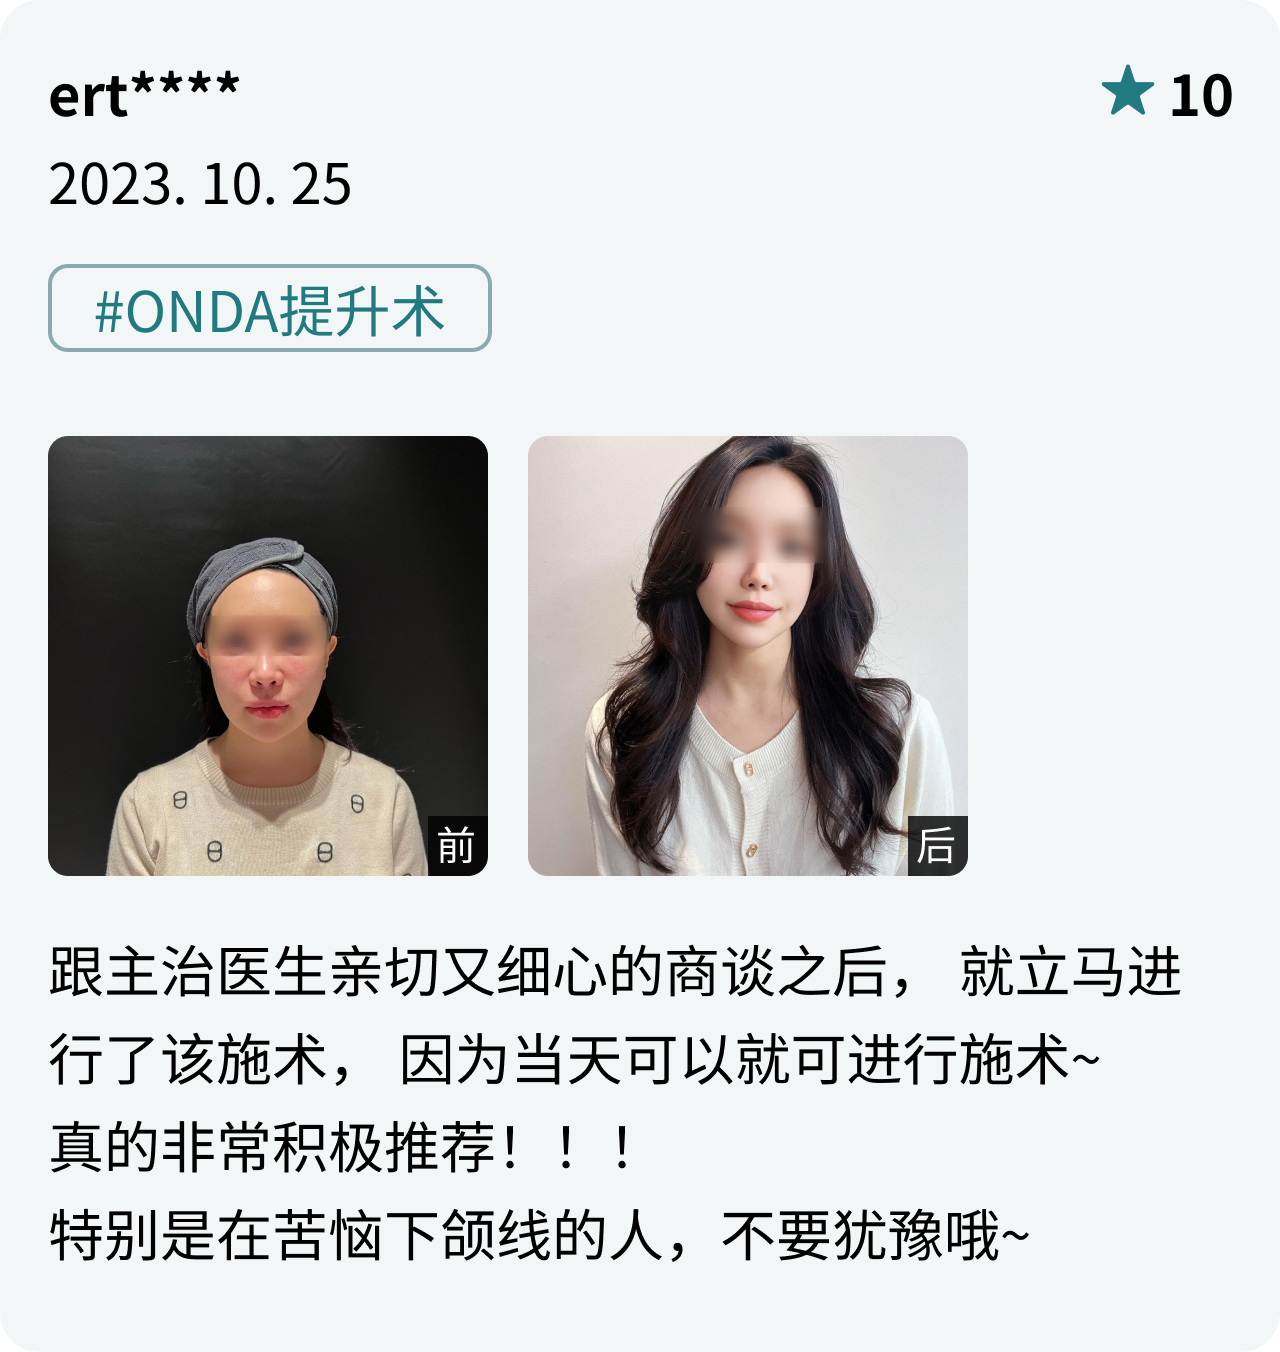 ert****
★ 10
2023. 10. 25
#ONDA提升术
前
后
跟主治医生亲切又细心的商谈之后， 就立马进
行了该施术， 因为当天可以就可进行施术~
真的非常积极推荐！！！
特别是在苦恼下颌线的人，不要犹豫哦~